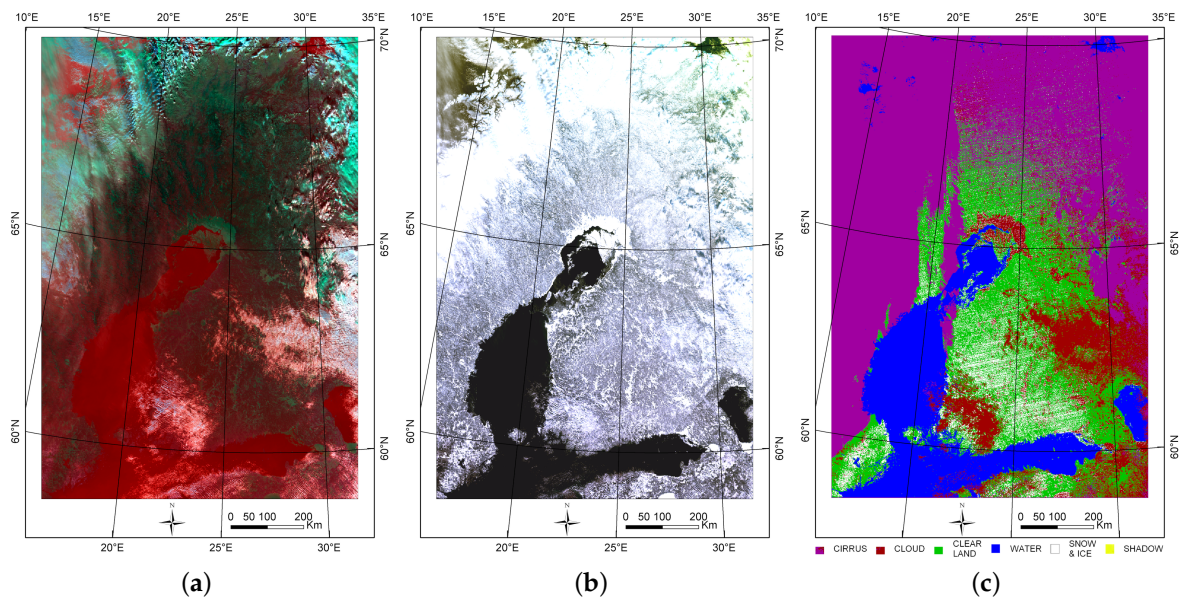 10°E 15°E 20°E 25°E 30°E 35°E
10°E 15°E 20°E 25°E 30°E 35°E
10°E 15°E 20°E 25°E 30°E 35°E
70°N
70°N
70°N
65°N
65°N
65°N
65°N
65°N
65°N
60°N
60°N
60°N
60°N
60°N
60°N
N
0 50 100 200
Km
N
0 50 100 200
Km
N
0 50 100 200
Km
20°E 25°E 30°E
20°E 25°E 30°E
CIRRUS
CLOUD
CLEAR
LAND
WATER
SNOW
& ICE
SHADOW
(a)
(b)
(c)